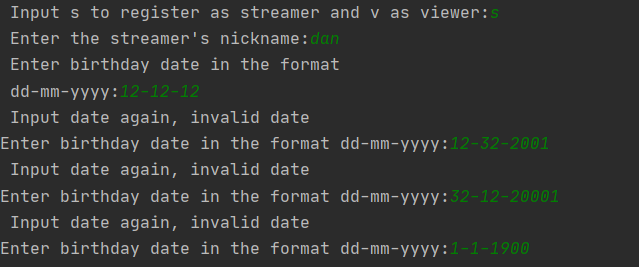 Input s to register as streamer and v as viewer:s
Enter the streamer's nickname:dan
Enter birthday date in the format
dd-mm-yyyy:12-12-12
Input date again, invalid date
Enter birthday date in the format dd-mm-yyyy:12-32-2001
Input date again, invalid date
Enter birthday date in the format dd-mm-yyyy:32-12-20001
Input date again, invalid date
Enter birthday date in the format dd-mm-yyyy:1-1-1900